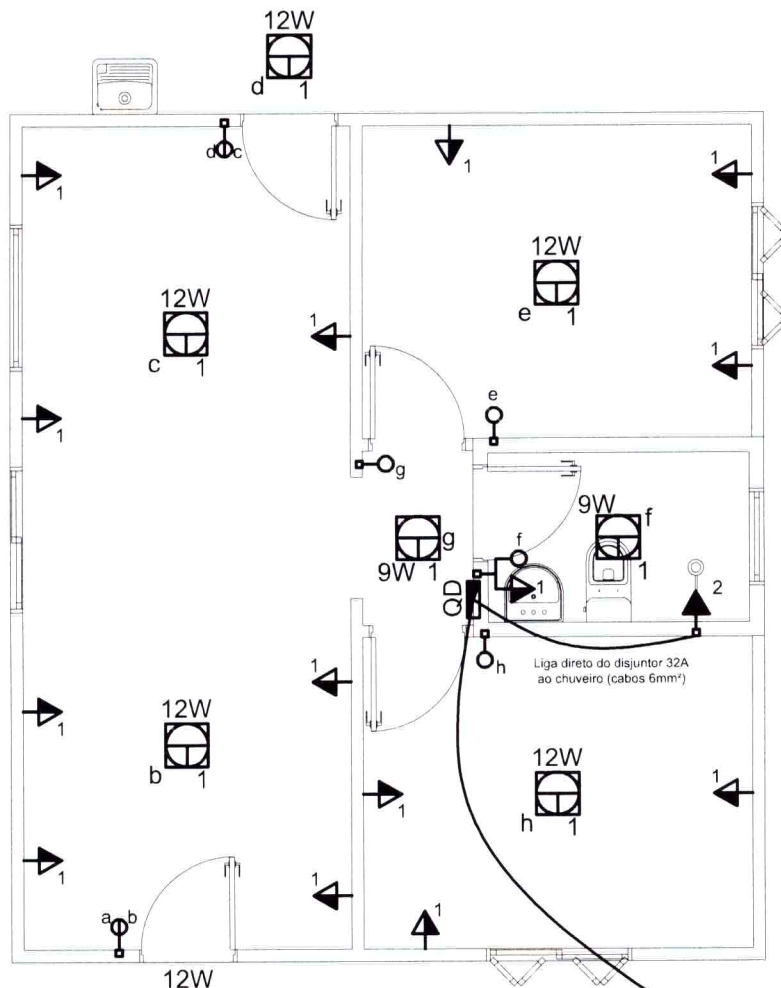 12W
d 1
d c
1
1
1
12W
c 1
1
12W
e 1
1
1
e
g
9W f
1
g
9W 1
f
1
QD
2
h
Liga direto do disjuntor 32A
ao chuveiro (cabos 6mm²)
1
1
12W
b 1
12W
h 1
1
1
1
1
1
a b
12W